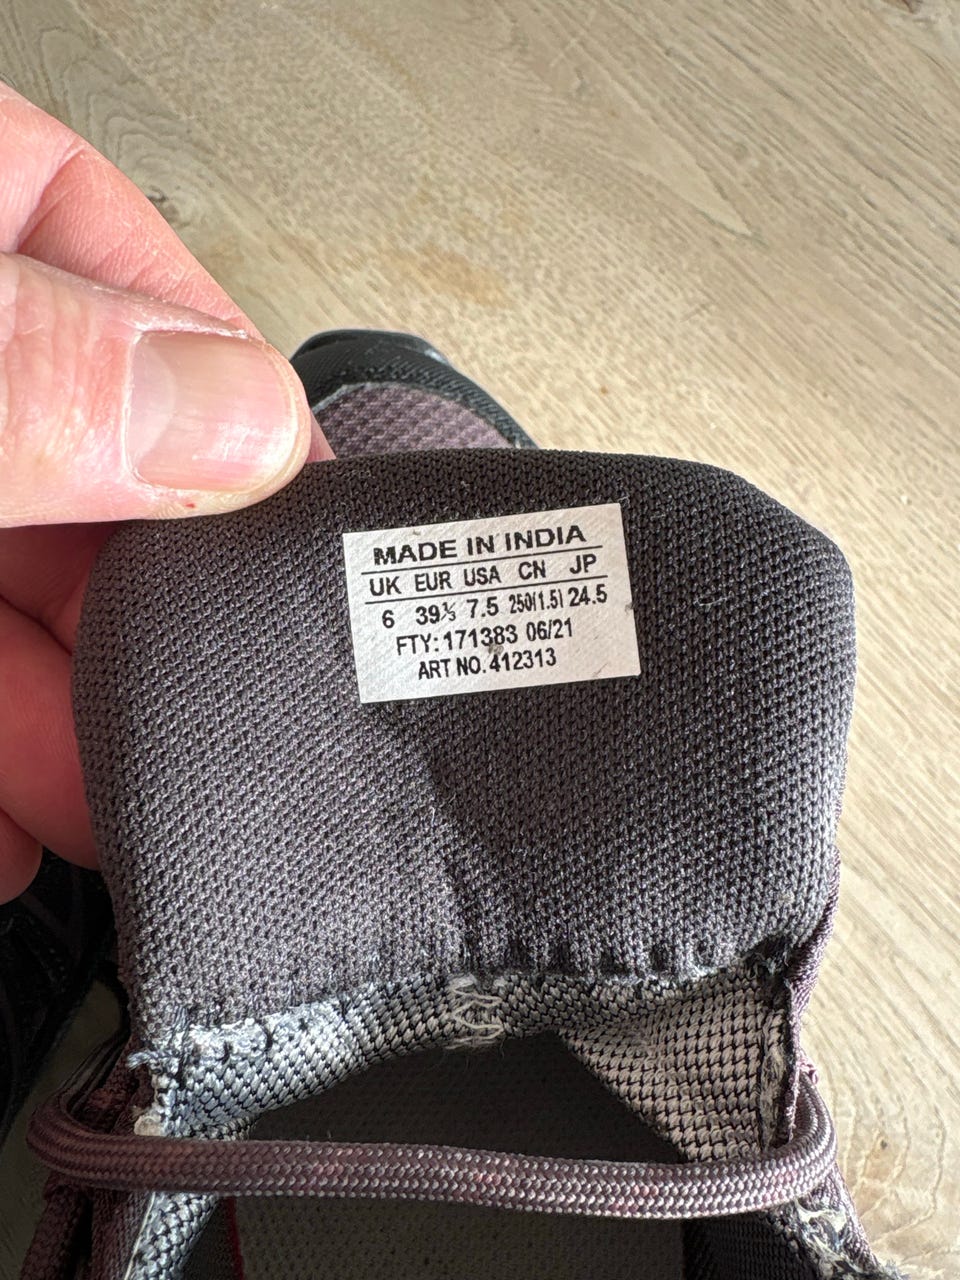 MADE IN INDIA
UK EUR USA CN JP
6 39⅓ 7.5 250(1.5) 24.5
FTY: 171383 06/21
ART NO. 412313